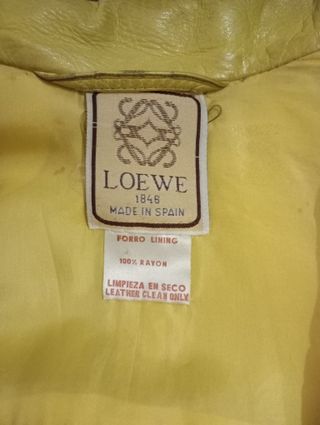 LOEWE
1846
MADE IN SPAIN
FORRO LINING
100% RAYON
LIMPIEZA EN SECO
LEATHER CLEAN ONLY